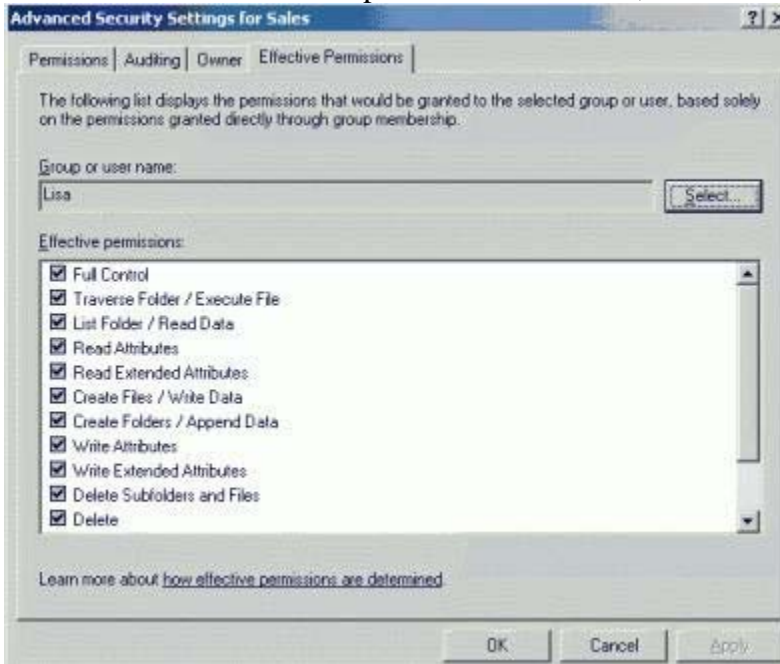 Advanced Security Settings for Sales
Permissions Auditing Owner Effective Permissions
The following list displays the permissions that would be granted to the selected group or user, based solely
on the permissions granted directly through group membership.
Group or user name:
Lisa
Select...
Effective permissions:
Full Control
Traverse Folder / Execute File
List Folder / Read Data
Read Attributes
Read Extended Attributes
Create Files / Write Data
Create Folders / Append Data
Write Attributes
Write Extended Attributes
Delete Subfolders and Files
Delete
Learn more about how effective permissions are determined.
OK Cancel Apply